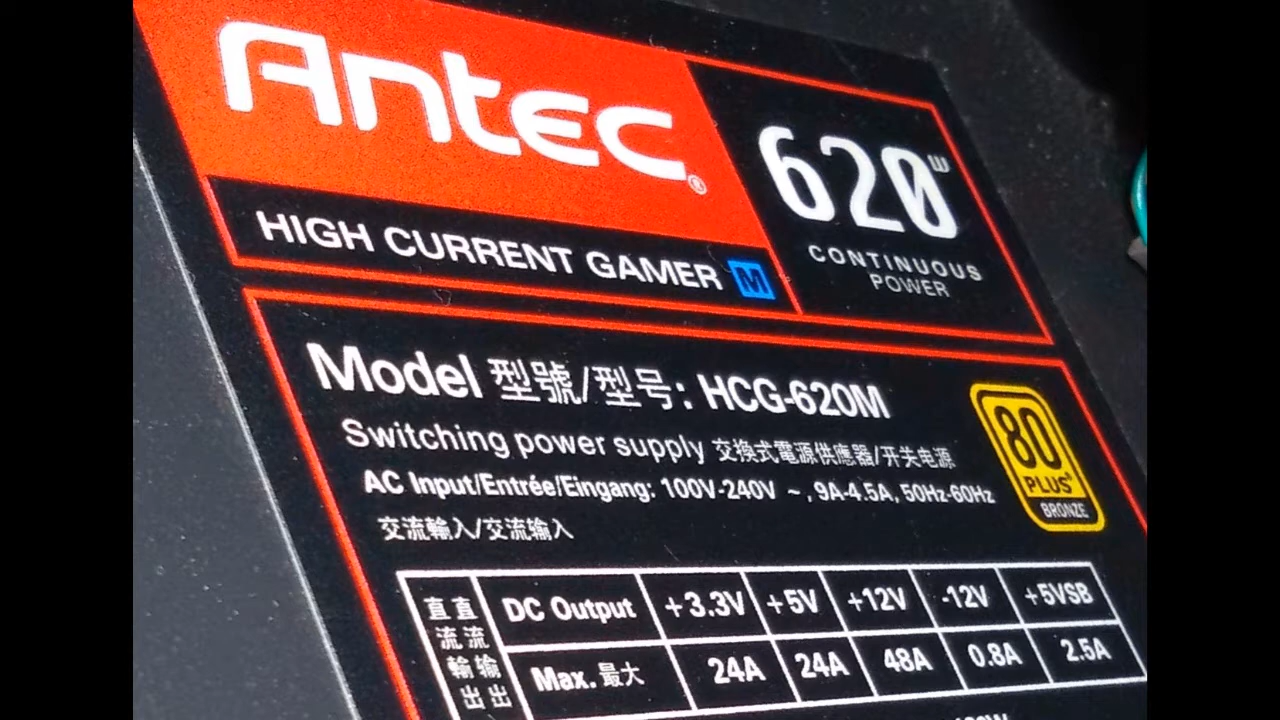 Antec®
620W
CONTINUOUS
POWER
HIGH CURRENT GAMER M
Model 型號/型号: HCG-620M
Switching power supply 交換式電源供應器/开关电源
AC Input/Entrée/Eingang: 100V-240V ~ , 9A-4.5A, 50Hz-60Hz
交流輸入/交流输入
80
PLUS®
BRONZE
直流輸出 直流输出
DC Output +3.3V +5V +12V -12V +5VSB
Max. 最大 24A 24A 48A 0.8A 2.5A